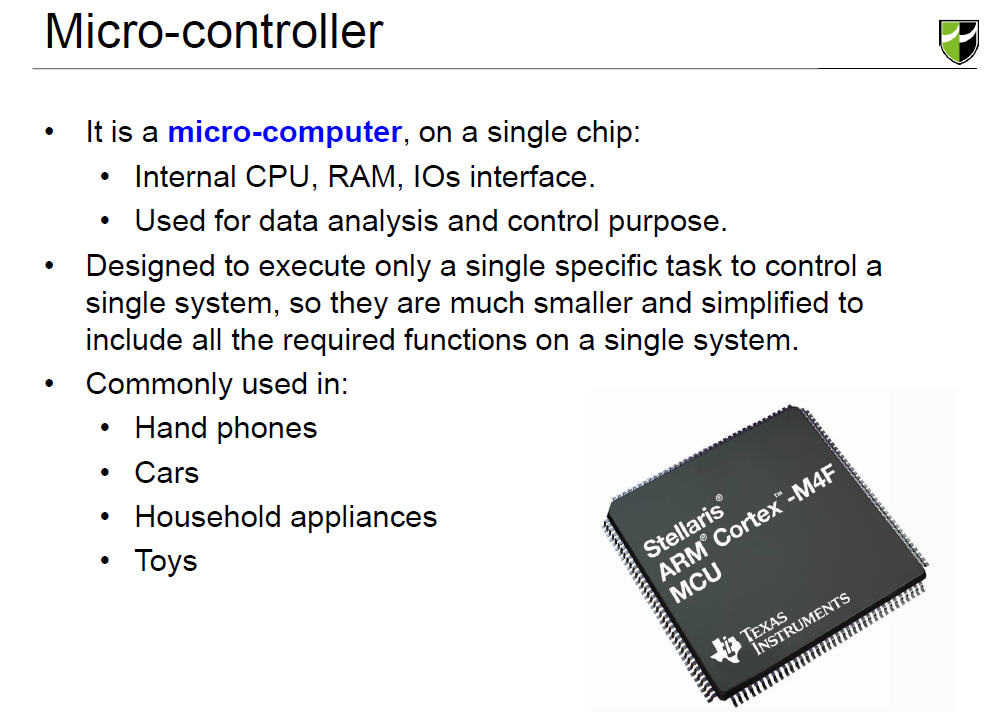 Micro-controller
• It is a micro-computer, on a single chip:
• Internal CPU, RAM, IOs interface.
• Used for data analysis and control purpose.
• Designed to execute only a single specific task to control a
single system, so they are much smaller and simplified to
include all the required functions on a single system.
• Commonly used in:
• Hand phones
• Cars
• Household appliances
• Toys
Stellaris®
ARM® Cortex™-M4F
MCU
TEXAS
INSTRUMENTS